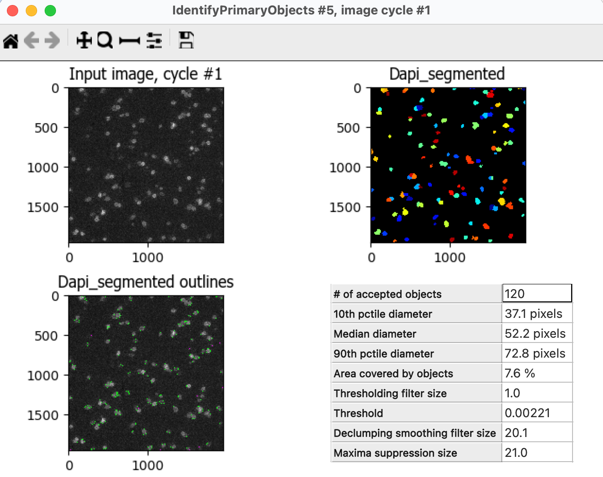 IdentifyPrimaryObjects #5, image cycle #1
Input image, cycle #1
0
500
1000
1500
0
1000
Dapi_segmented
0
500
1000
1500
0
1000
Dapi_segmented outlines
0
500
1000
1500
0
1000
# of accepted objects 120
10th pctile diameter 37.1 pixels
Median diameter 52.2 pixels
90th pctile diameter 72.8 pixels
Area covered by objects 7.6 %
Thresholding filter size 1.0
Threshold 0.00221
Declumping smoothing filter size 20.1
Maxima suppression size 21.0